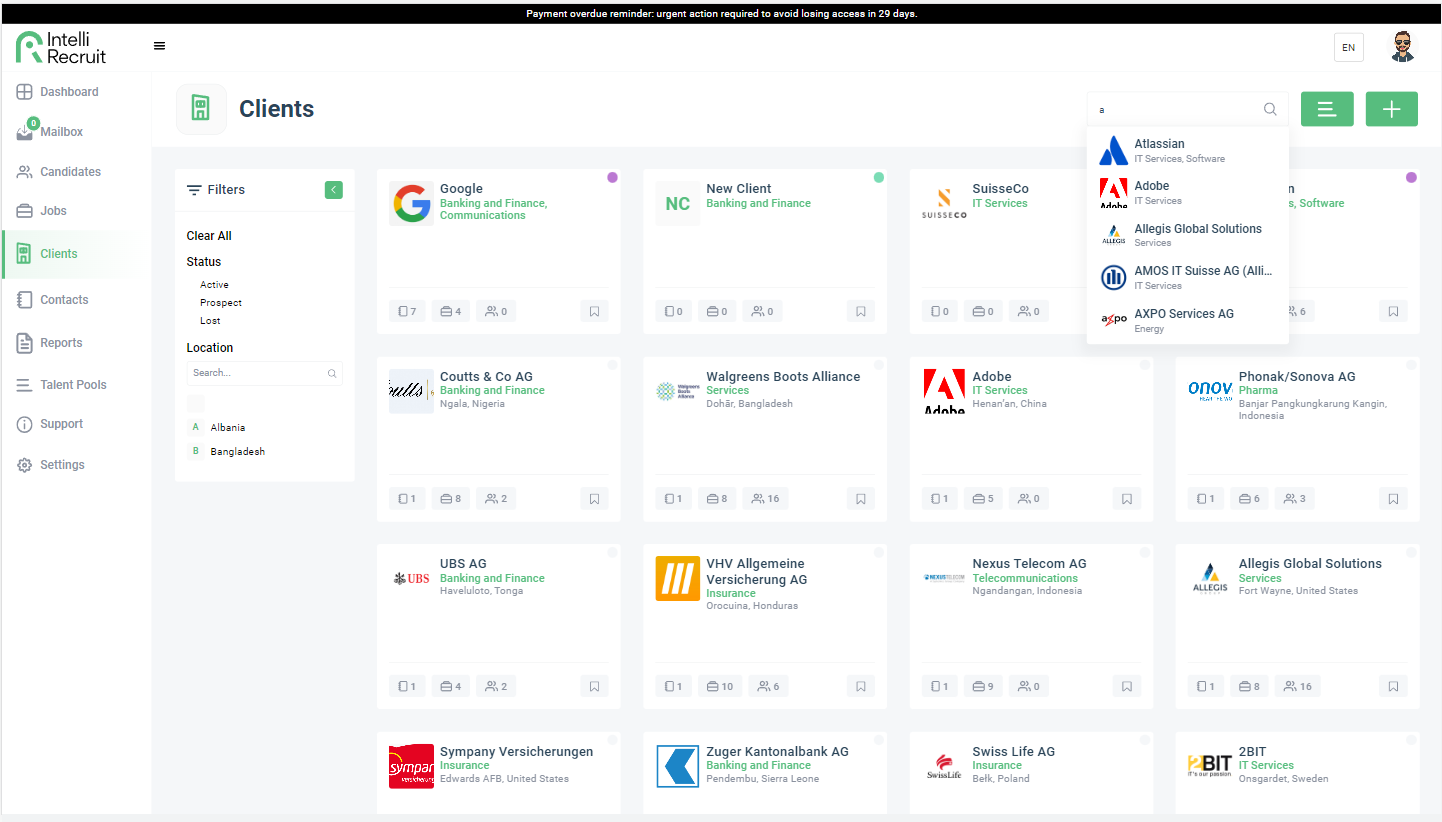 Payment overdue reminder: urgent action required to avoid losing access in 29 days.
Intelli
Recruit
EN
Dashboard
0
Mailbox
Candidates
Jobs
Clients
Contacts
Reports
Talent Pools
Support
Settings
Clients
a
Atlassian
IT Services, Software
Adobe
IT Services
Allegis Global Solutions
Services
AMOS IT Suisse AG (Alli...
IT Services
AXPO Services AG
Energy
Filters
Clear All
Status
Active
Prospect
Lost
Location
Search...
A Albania
B Bangladesh
Google
Banking and Finance,
Communications
7 4 0
NC
New Client
Banking and Finance
0 0 0
SUISSECO
SuisseCo
IT Services
0 0 0
n
s, Software
6
Coutts & Co AG
Banking and Finance
Ngala, Nigeria
1 8 2
Walgreens Boots Alliance
Walgreens Boots Alliance
Services
Dohār, Bangladesh
1 8 16
Adobe
Adobe
IT Services
Henan’an, China
1 5 0
Phonak/Sonova AG
Pharma
Banjar Pangkungkarung Kangin,
Indonesia
1 6 3
UBS
UBS AG
Banking and Finance
Haveluloto, Tonga
1 4 2
VHV Allgemeine
Versicherung AG
Insurance
Orocuina, Honduras
1 10 6
NEXUSTELECOM
Nexus Telecom AG
Telecommunications
Ngandangan, Indonesia
1 9 0
ALLEGIS
Allegis Global Solutions
Services
Fort Wayne, United States
1 8 16
sympany
Sympany Versicherungen
Insurance
Edwards AFB, United States
Zuger Kantonalbank AG
Banking and Finance
Pendembu, Sierra Leone
SwissLife
Swiss Life AG
Insurance
Bełk, Poland
2BIT
IT's our passion
2BIT
IT Services
Onsgardet, Sweden